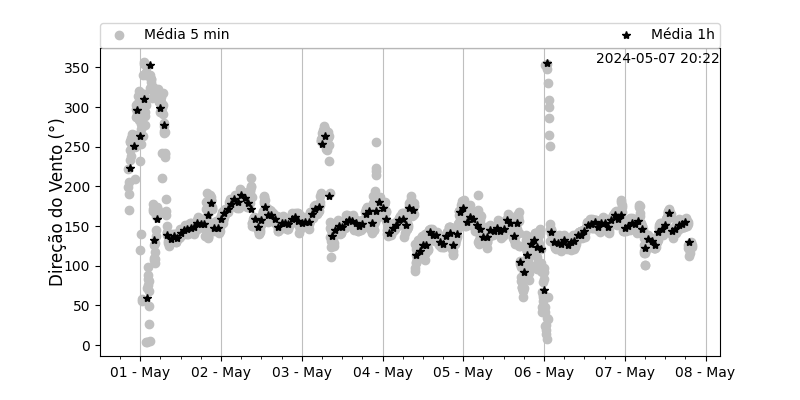 Média 5 min
Média 1h
2024-05-07 20:22
Direção do Vento (°)
350
300
250
200
150
100
50
0
01 - May
02 - May
03 - May
04 - May
05 - May
06 - May
07 - May
08 - May